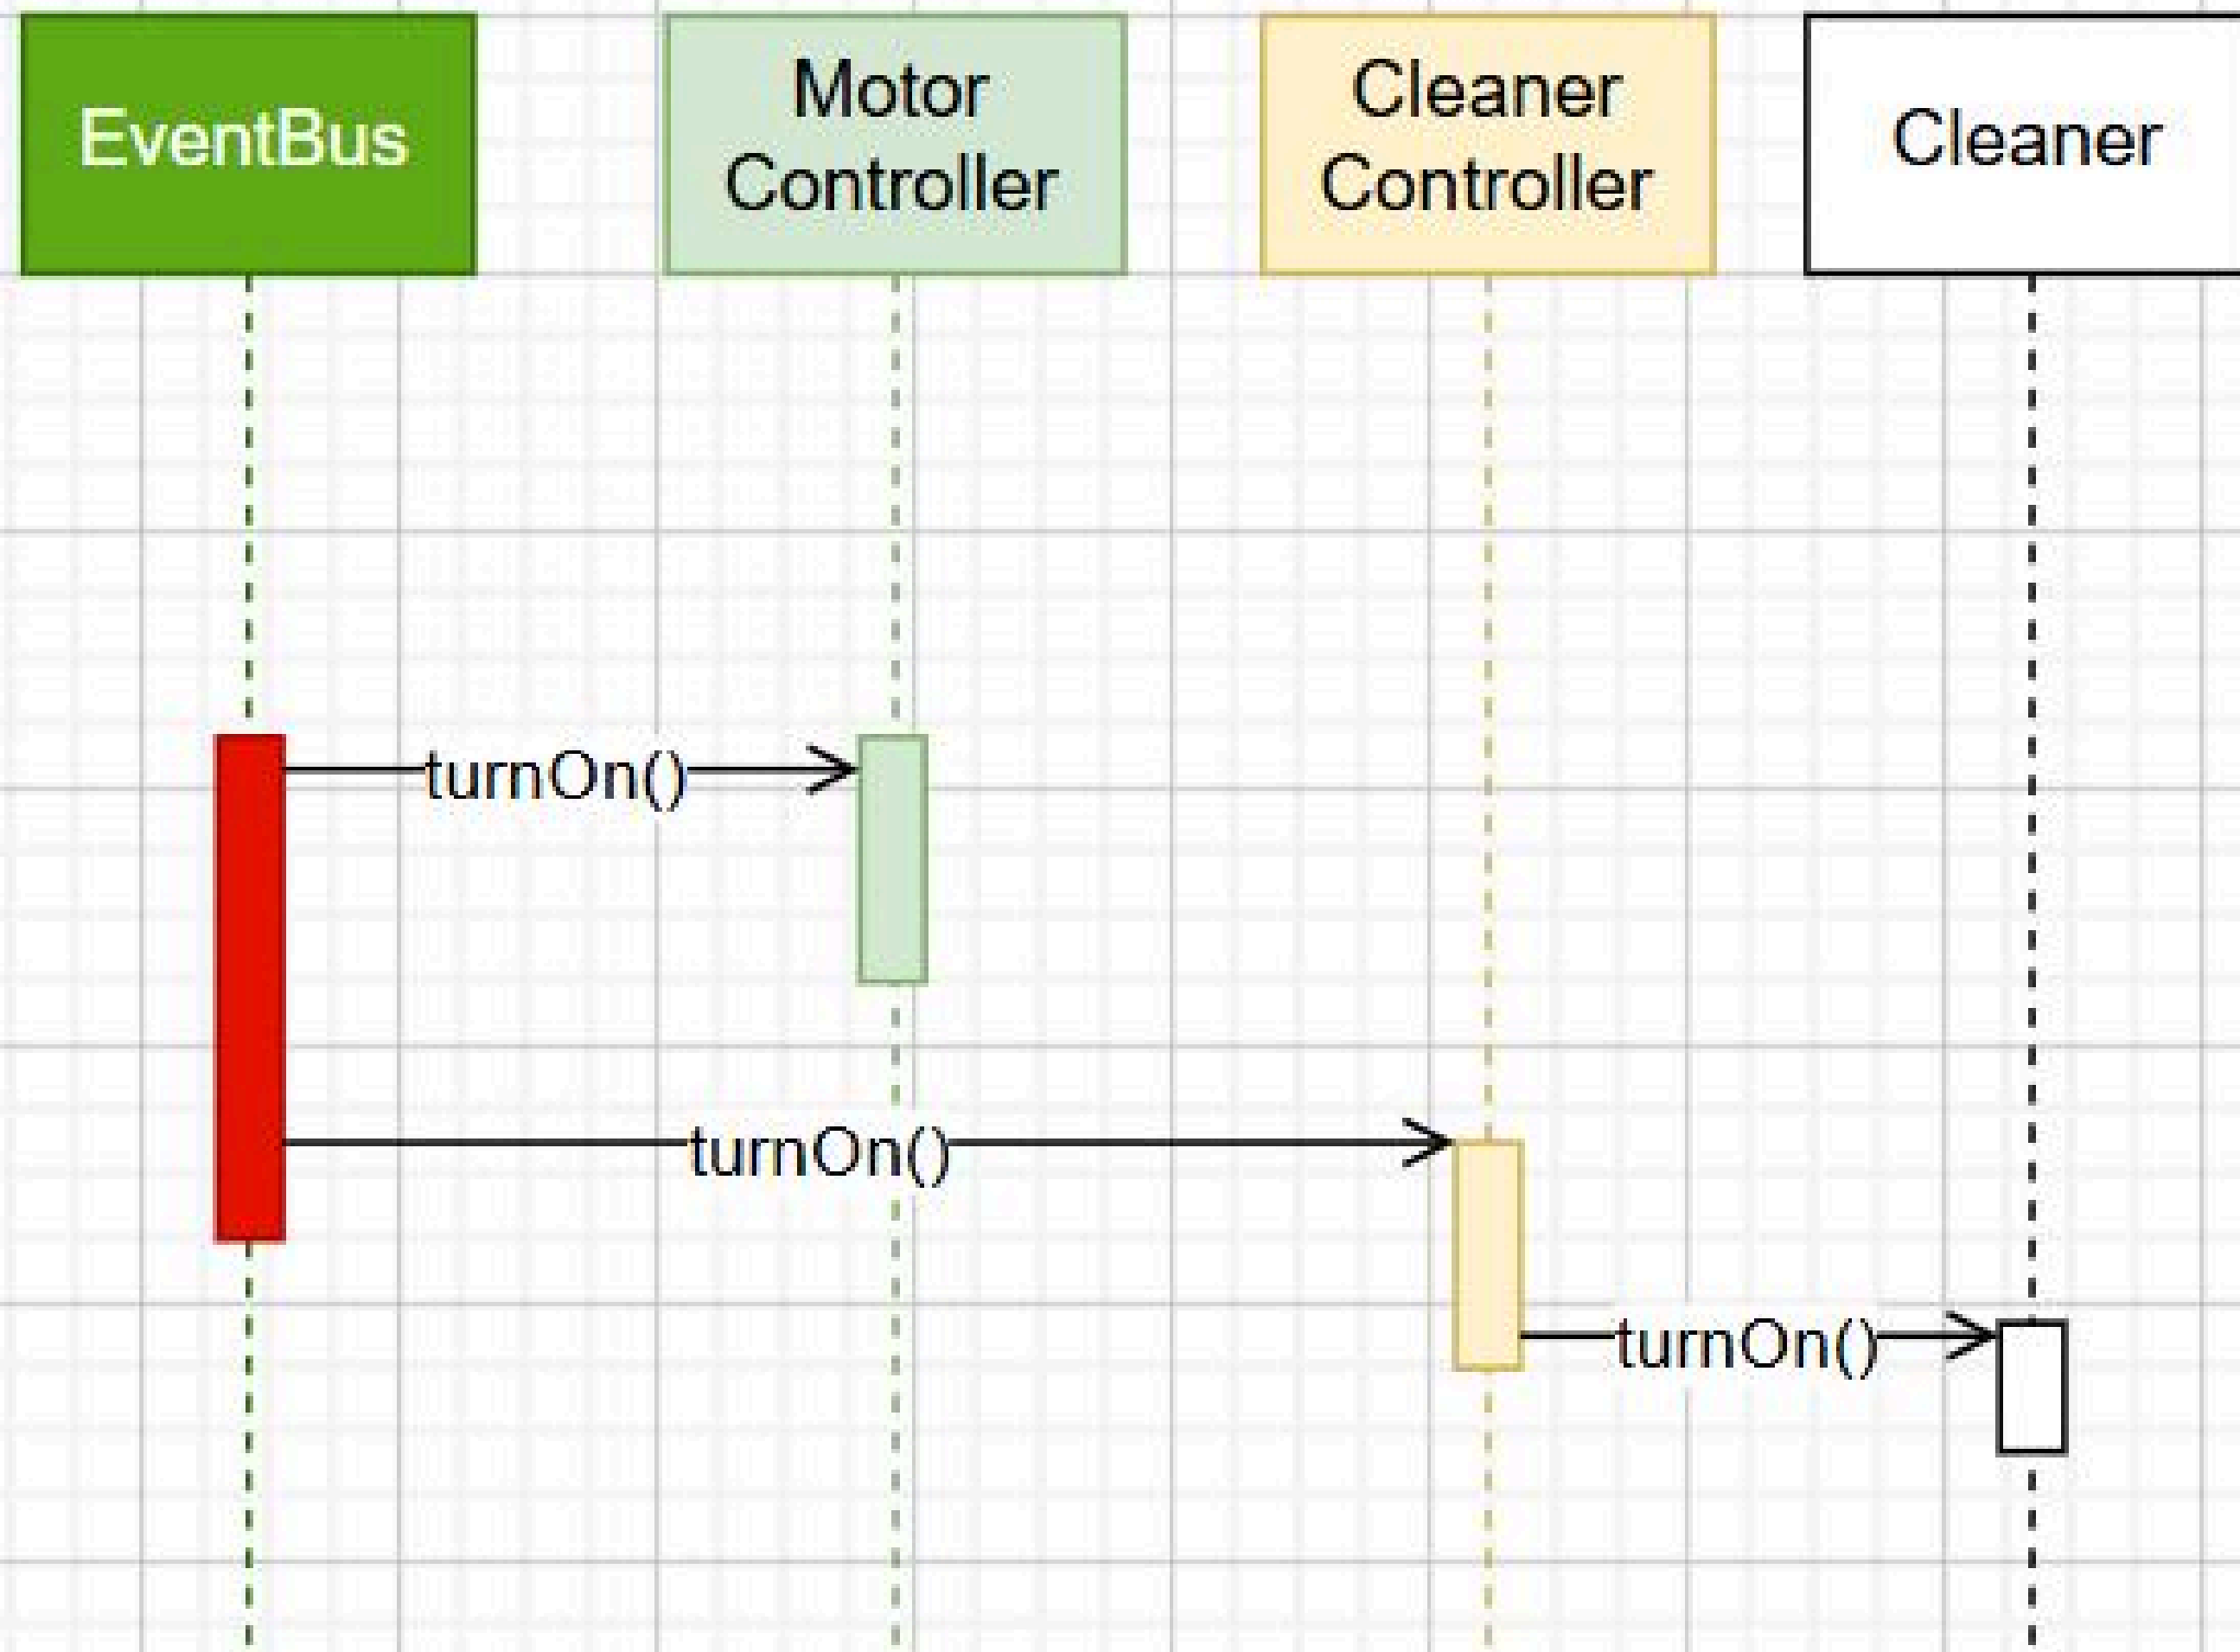 EventBus
Motor
Controller
Cleaner
Controller
Cleaner
turnOn()
turnOn()
turnOn()